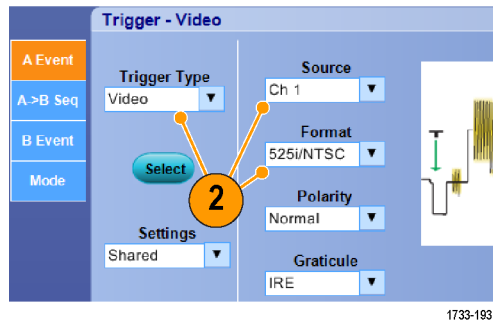 Trigger - Video
A Event
A->B Seq
B Event
Mode
Trigger Type
Video
Select
Settings
Shared
2
Source
Ch 1
Format
525i/NTSC
Polarity
Normal
Graticule
IRE
T
1733-193